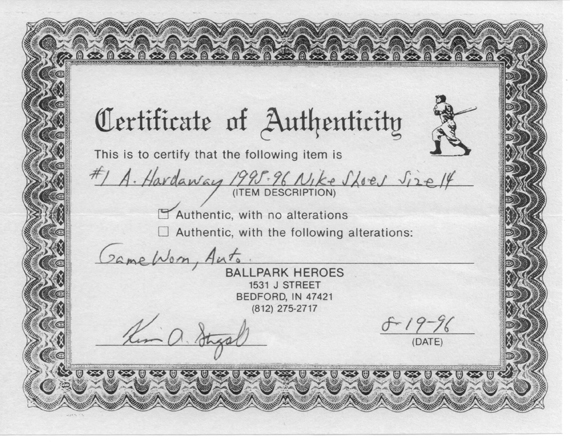 Certificate of Authenticity
This is to certify that the following item is
#1 A. Hardaway 1995-96 Nike Shoes Size 14
(ITEM DESCRIPTION)
Authentic, with no alterations
Authentic, with the following alterations:
Game Worn, Auto.
BALLPARK HEROES
1531 J STREET
BEDFORD, IN 47421
(812) 275-2717
8-19-96
(DATE)